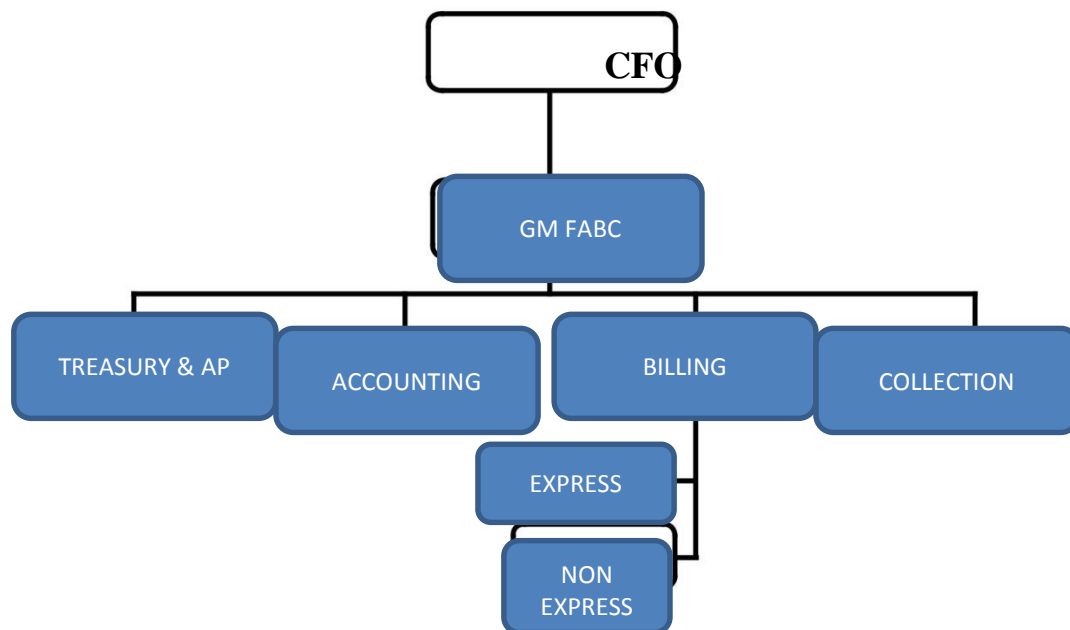 CFO
GM FABC
TREASURY & AP
ACCOUNTING
BILLING
COLLECTION
EXPRESS
NON
EXPRESS